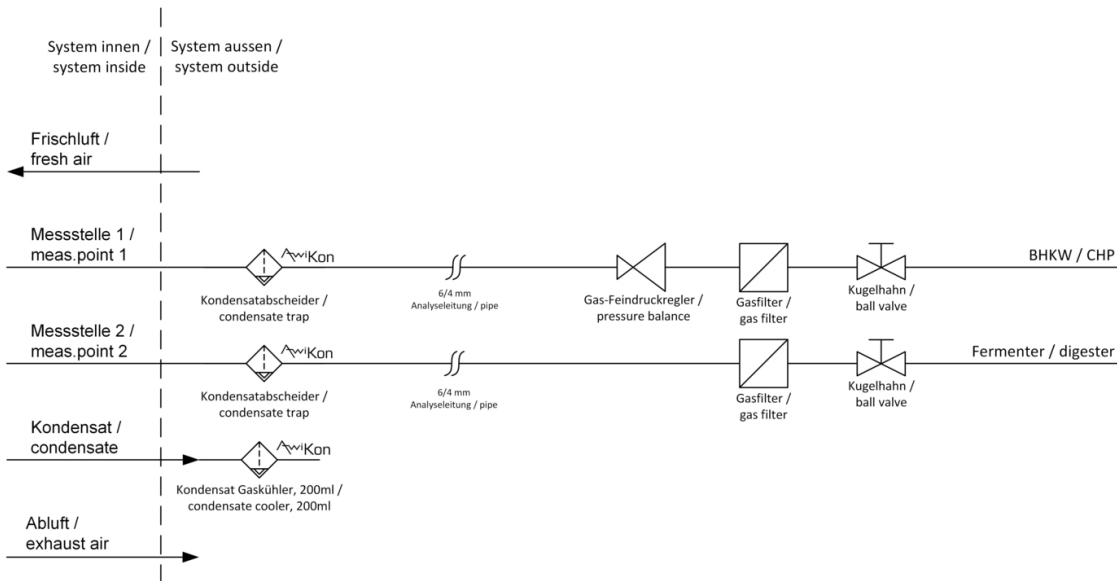 System innen /
system inside
System aussen /
system outside
Frischluft /
fresh air
Messstelle 1 /
meas.point 1
AwiKon
BHKW / CHP
Kondensatabscheider /
condensate trap
6/4 mm
Analyseleitung / pipe
Gas-Feindruckregler /
pressure balance
Gasfilter /
gas filter
Kugelhahn /
ball valve
Messstelle 2 /
meas.point 2
AwiKon
Fermenter / digester
Kondensatabscheider /
condensate trap
6/4 mm
Analyseleitung / pipe
Gasfilter /
gas filter
Kugelhahn /
ball valve
Kondensat /
condensate
AwiKon
Kondensat Gaskühler, 200ml /
condensate cooler, 200ml
Abluft /
exhaust air